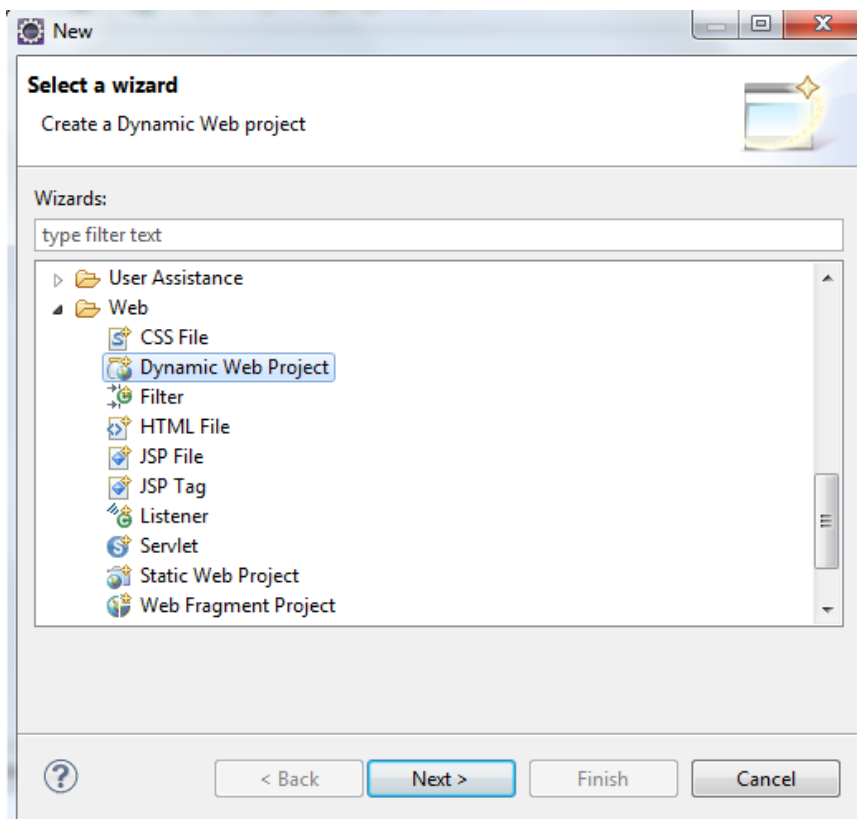 New
Select a wizard
Create a Dynamic Web project
Wizards:
type filter text
User Assistance
Web
CSS File
Dynamic Web Project
Filter
HTML File
JSP File
JSP Tag
Listener
Servlet
Static Web Project
Web Fragment Project
< Back Next > Finish Cancel